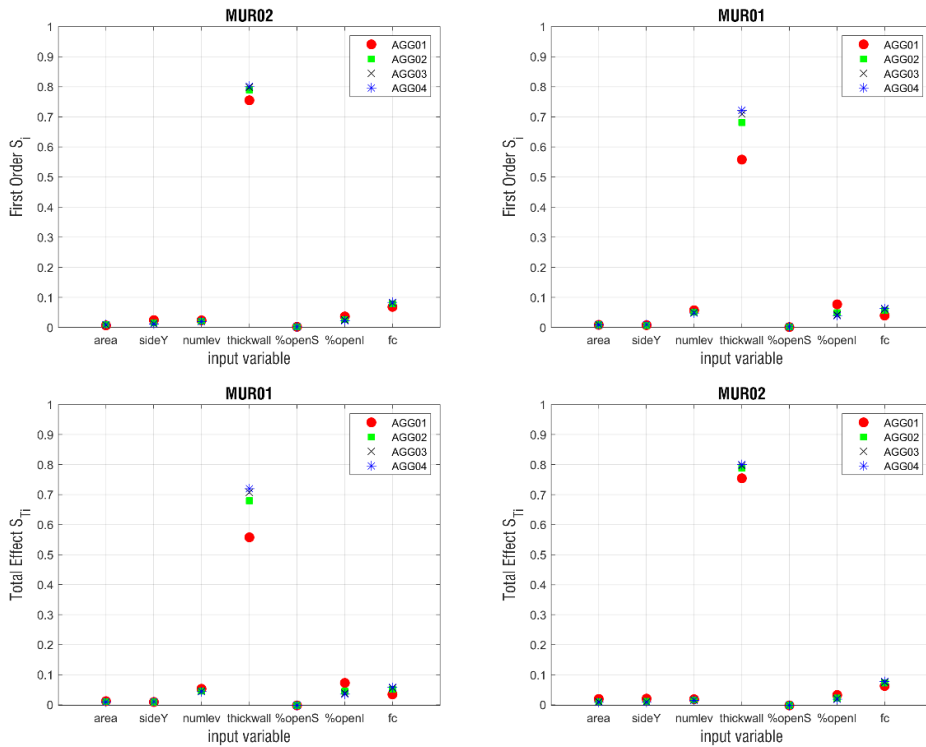 MUR02
First Order S_i
1
0.9
0.8
0.7
0.6
0.5
0.4
0.3
0.2
0.1
0
AGG01
AGG02
AGG03
AGG04
area sideY numlev thickwall %openS %openI fc
input variable
MUR01
First Order S_i
1
0.9
0.8
0.7
0.6
0.5
0.4
0.3
0.2
0.1
0
AGG01
AGG02
AGG03
AGG04
area sideY numlev thickwall %openS %openI fc
input variable
MUR01
Total Effect S_Ti
1
0.9
0.8
0.7
0.6
0.5
0.4
0.3
0.2
0.1
0
AGG01
AGG02
AGG03
AGG04
area sideY numlev thickwall %openS %openI fc
input variable
MUR02
Total Effect S_Ti
1
0.9
0.8
0.7
0.6
0.5
0.4
0.3
0.2
0.1
0
AGG01
AGG02
AGG03
AGG04
area sideY numlev thickwall %openS %openI fc
input variable